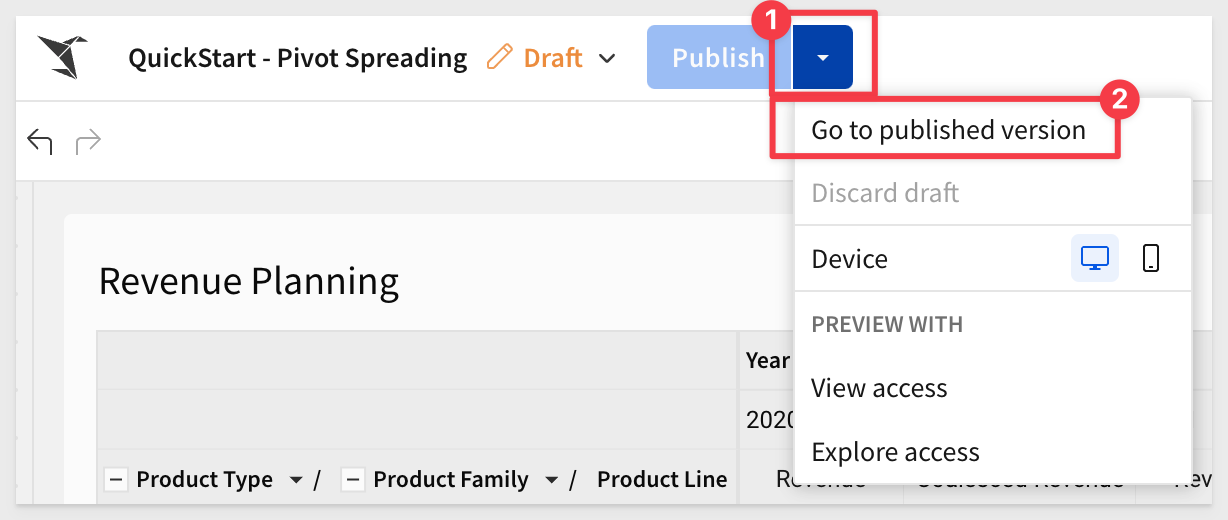 1
QuickStart - Pivot Spreading Draft Publish
2
Go to published version
Discard draft
Device
Revenue Planning
PREVIEW WITH
Year
View access
2020
Explore access
Product Type / Product Family / Product Line
Revenue